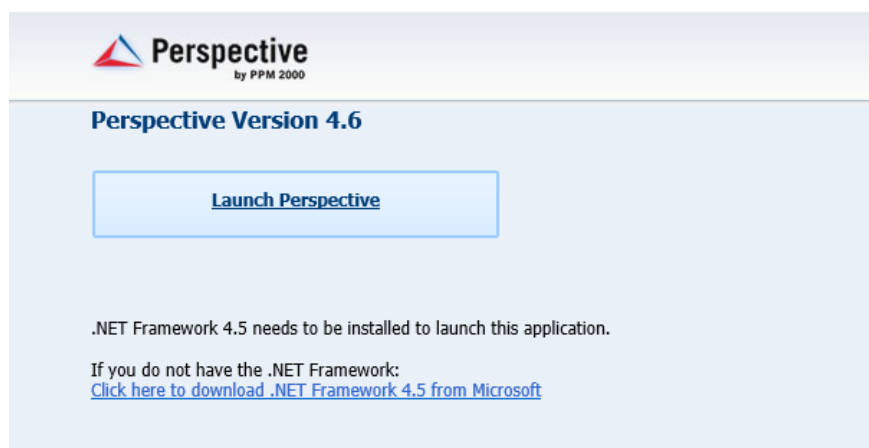 Perspective
by PPM 2000
Perspective Version 4.6
Launch Perspective
.NET Framework 4.5 needs to be installed to launch this application.
If you do not have the .NET Framework:
Click here to download .NET Framework 4.5 from Microsoft